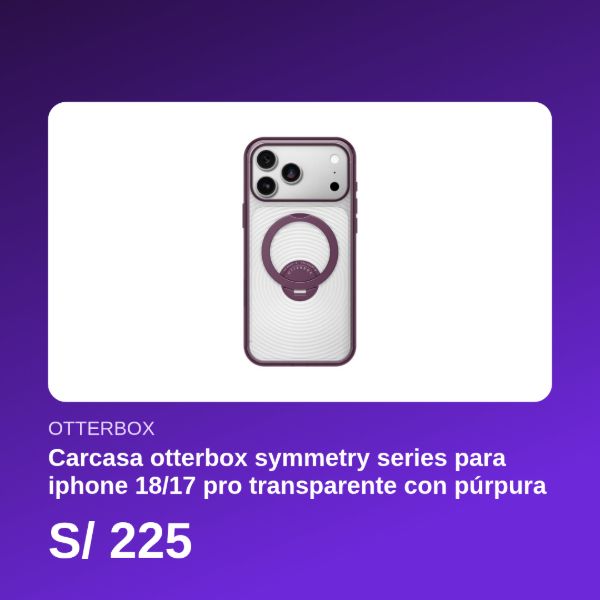 OTTERBOX
Carcasa otterbox symmetry series para
iphone 18/17 pro transparente con púrpura
S/ 225